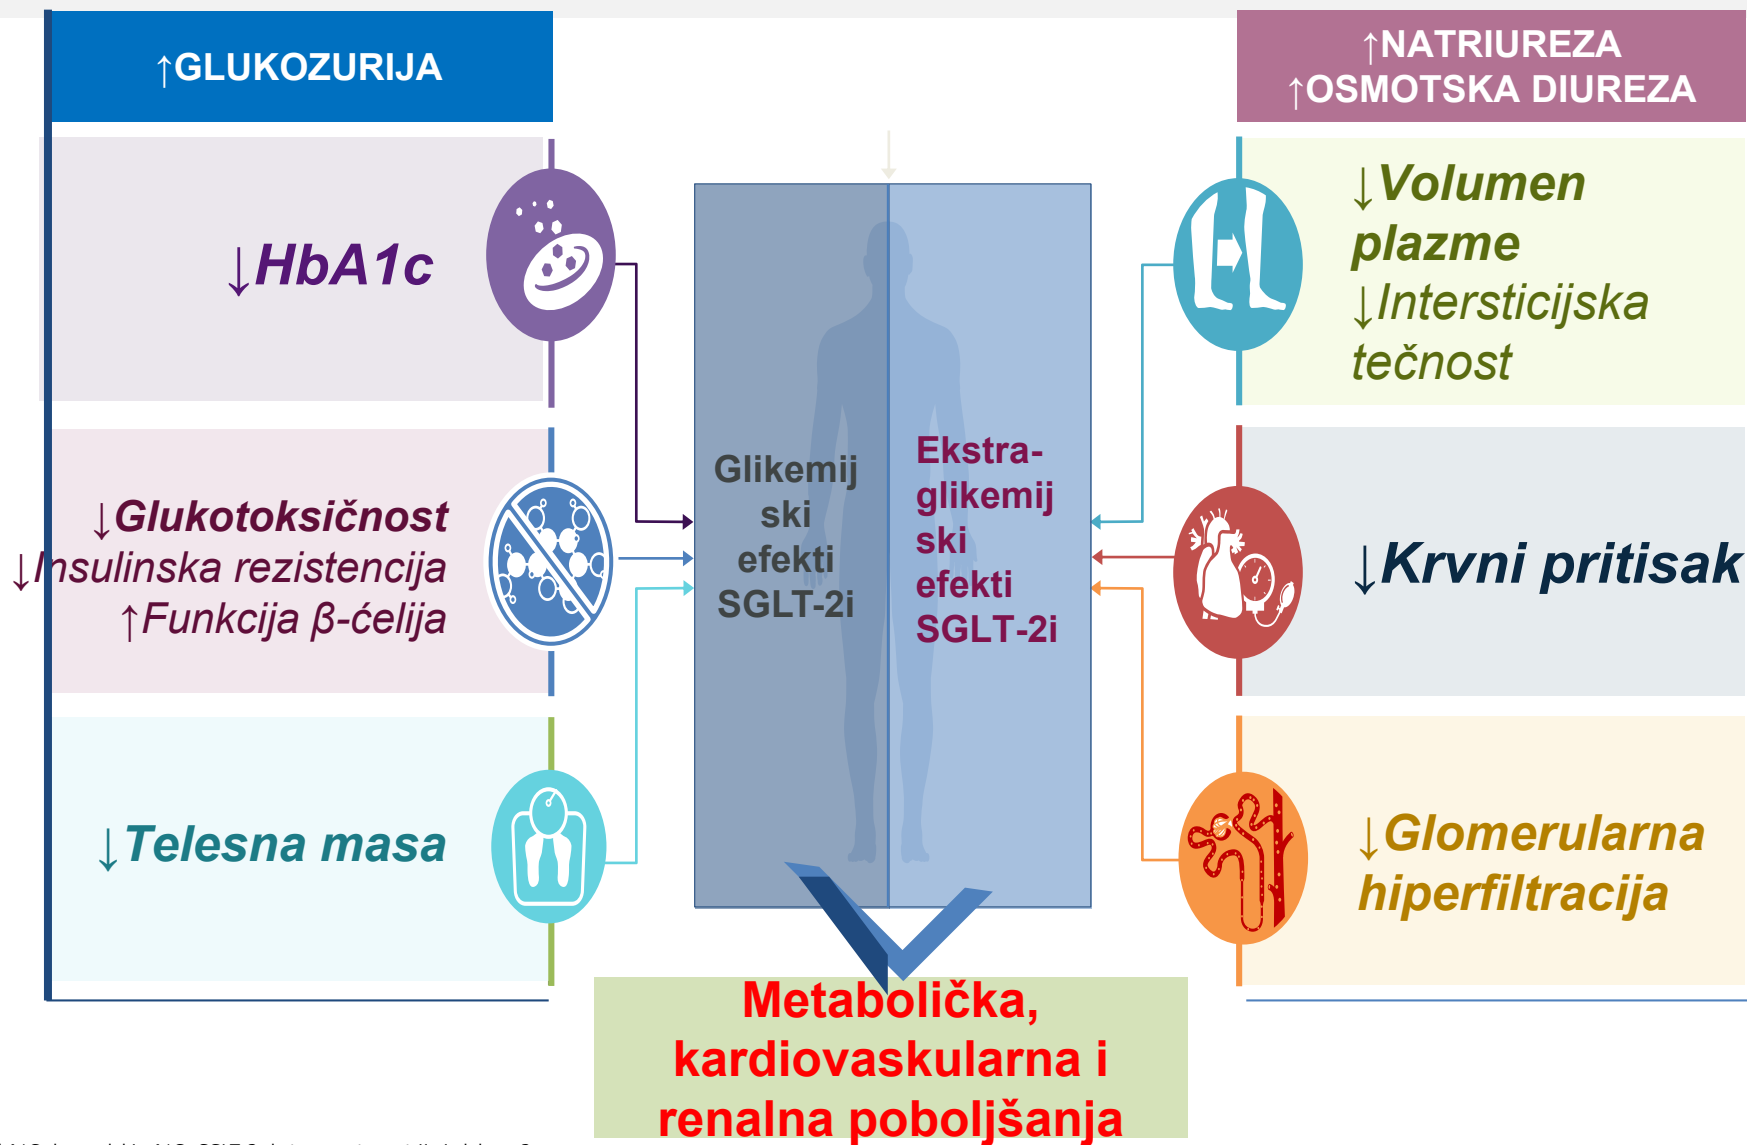 ↑GLUKOZURIJA
↓HbA1c
↓Glukotoksičnost
↓Insulinska rezistencija
↑Funkcija β-ćelija
↓Telesna masa
Glikemij
ski
efekti
SGLT-2i
Ekstra-
glikemij
ski
efekti
SGLT-2i
↑NATRIUREZA
↑OSMOTSKA DIUREZA
↓Volumen
plazme
↓Intersticijska
tečnost
↓Krvni pritisak
↓Glomerularna
hiperfiltracija
Metabolička,
kardiovaskularna i
renalna poboljšanja